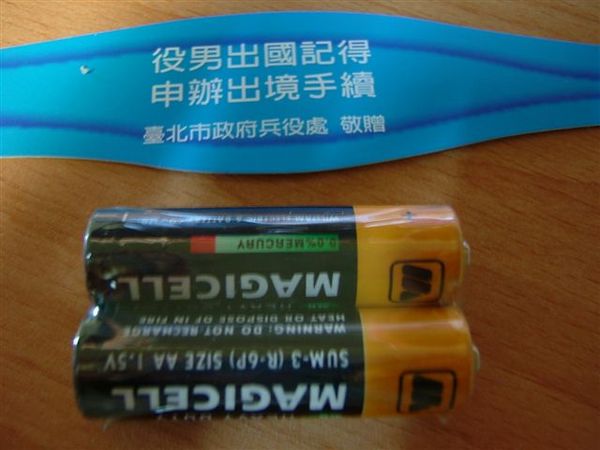 役男出國記得
申辦出境手續
臺北市政府兵役處 敬贈
0.0% MERCURY
MAGICELL
HEAT OR DISPOSE OF IN FIRE
WARNING: DO NOT RECHARGE
SUM-3 (R-6P) SIZE AA 1.5V
MAGICELL
HEAVY DUTY